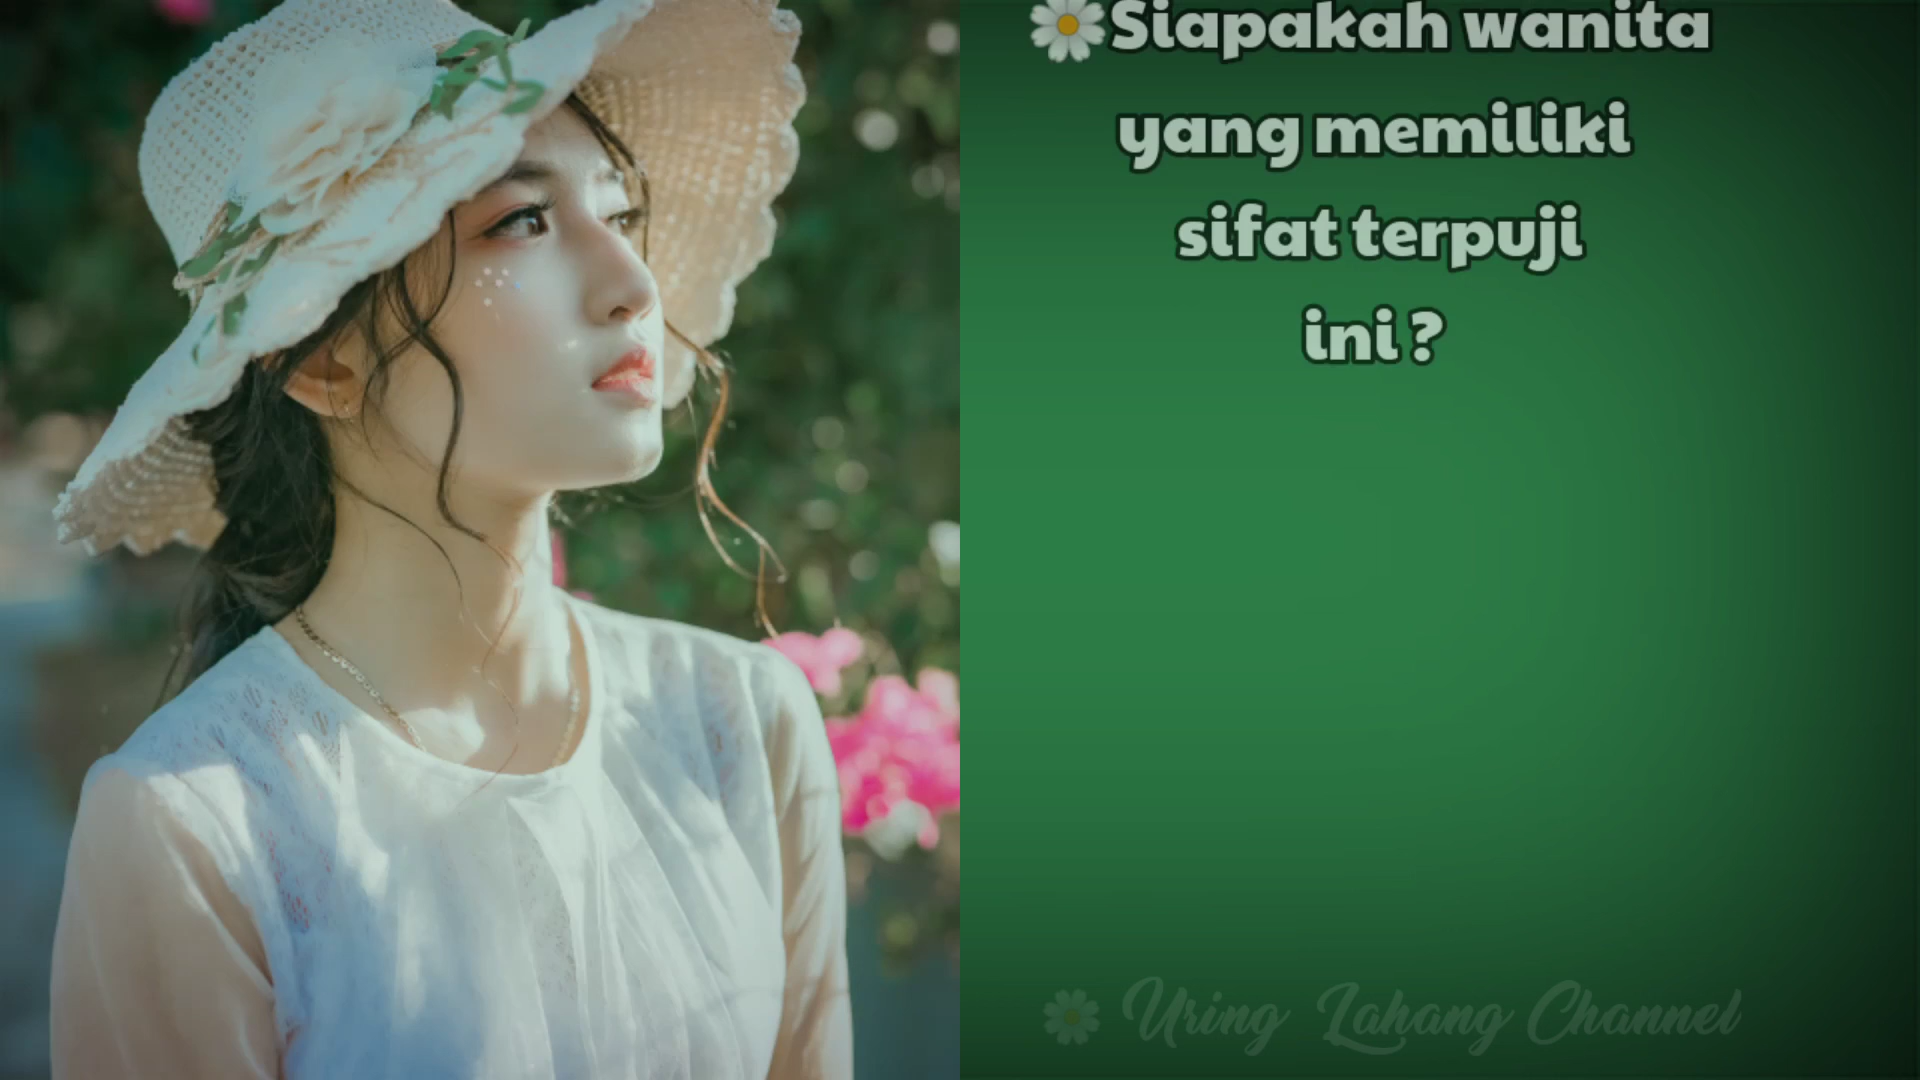 Siapakah wanita
yang memiliki
sifat terpuji
ini ?
Uring Lahang Channel